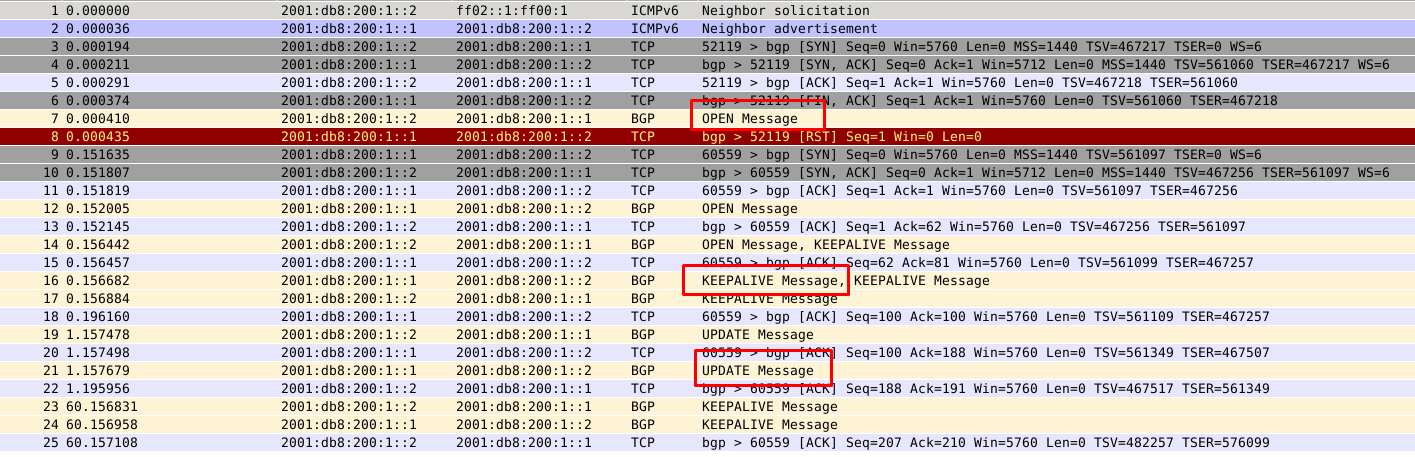 1 0.000000 2001:db8:200:1::2 ff02::1:ff00:1 ICMPv6 Neighbor solicitation
2 0.000036 2001:db8:200:1::1 2001:db8:200:1::2 ICMPv6 Neighbor advertisement
3 0.000194 2001:db8:200:1::2 2001:db8:200:1::1 TCP 52119 > bgp [SYN] Seq=0 Win=5760 Len=0 MSS=1440 TSV=467217 TSER=0 WS=6
4 0.000211 2001:db8:200:1::1 2001:db8:200:1::2 TCP bgp > 52119 [SYN, ACK] Seq=0 Ack=1 Win=5712 Len=0 MSS=1440 TSV=561060 TSER=467217 WS=6
5 0.000291 2001:db8:200:1::2 2001:db8:200:1::1 TCP 52119 > bgp [ACK] Seq=1 Ack=1 Win=5760 Len=0 TSV=467218 TSER=561060
6 0.000374 2001:db8:200:1::1 2001:db8:200:1::2 TCP bgp > 52119 [FIN, ACK] Seq=1 Ack=1 Win=5760 Len=0 TSV=561060 TSER=467218
7 0.000410 2001:db8:200:1::2 2001:db8:200:1::1 BGP OPEN Message
8 0.000435 2001:db8:200:1::1 2001:db8:200:1::2 TCP bgp > 52119 [RST] Seq=1 Win=0 Len=0
9 0.151635 2001:db8:200:1::1 2001:db8:200:1::2 TCP 60559 > bgp [SYN] Seq=0 Win=5760 Len=0 MSS=1440 TSV=561097 TSER=0 WS=6
10 0.151807 2001:db8:200:1::2 2001:db8:200:1::1 TCP bgp > 60559 [SYN, ACK] Seq=0 Ack=1 Win=5712 Len=0 MSS=1440 TSV=467256 TSER=561097 WS=6
11 0.151819 2001:db8:200:1::1 2001:db8:200:1::2 TCP 60559 > bgp [ACK] Seq=1 Ack=1 Win=5760 Len=0 TSV=561097 TSER=467256
12 0.152005 2001:db8:200:1::1 2001:db8:200:1::2 BGP OPEN Message
13 0.152145 2001:db8:200:1::2 2001:db8:200:1::1 TCP bgp > 60559 [ACK] Seq=1 Ack=62 Win=5760 Len=0 TSV=467256 TSER=561097
14 0.156442 2001:db8:200:1::2 2001:db8:200:1::1 BGP OPEN Message, KEEPALIVE Message
15 0.156457 2001:db8:200:1::1 2001:db8:200:1::2 TCP 60559 > bgp [ACK] Seq=62 Ack=81 Win=5760 Len=0 TSV=561099 TSER=467257
16 0.156682 2001:db8:200:1::1 2001:db8:200:1::2 BGP KEEPALIVE Message, KEEPALIVE Message
17 0.156884 2001:db8:200:1::2 2001:db8:200:1::1 BGP KEEPALIVE Message
18 0.196160 2001:db8:200:1::1 2001:db8:200:1::2 TCP 60559 > bgp [ACK] Seq=100 Ack=100 Win=5760 Len=0 TSV=561109 TSER=467257
19 1.157478 2001:db8:200:1::2 2001:db8:200:1::1 BGP UPDATE Message
20 1.157498 2001:db8:200:1::1 2001:db8:200:1::2 TCP 60559 > bgp [ACK] Seq=100 Ack=188 Win=5760 Len=0 TSV=561349 TSER=467507
21 1.157679 2001:db8:200:1::1 2001:db8:200:1::2 BGP UPDATE Message
22 1.195956 2001:db8:200:1::2 2001:db8:200:1::1 TCP bgp > 60559 [ACK] Seq=188 Ack=191 Win=5760 Len=0 TSV=467517 TSER=561349
23 60.156831 2001:db8:200:1::2 2001:db8:200:1::1 BGP KEEPALIVE Message
24 60.156958 2001:db8:200:1::1 2001:db8:200:1::2 BGP KEEPALIVE Message
25 60.157108 2001:db8:200:1::2 2001:db8:200:1::1 TCP bgp > 60559 [ACK] Seq=207 Ack=210 Win=5760 Len=0 TSV=482257 TSER=576099